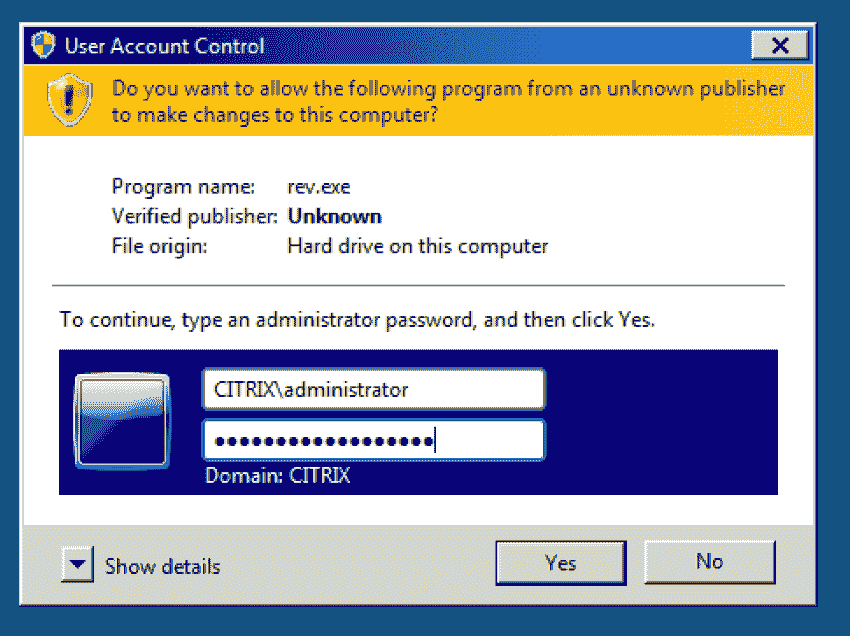 User Account Control
Do you want to allow the following program from an unknown publisher
to make changes to this computer?
Program name: rev.exe
Verified publisher: Unknown
File origin: Hard drive on this computer
To continue, type an administrator password, and then click Yes.
CITRIX\administrator
●●●●●●●●●●●●●●●●●●
Domain: CITRIX
Show details
Yes
No